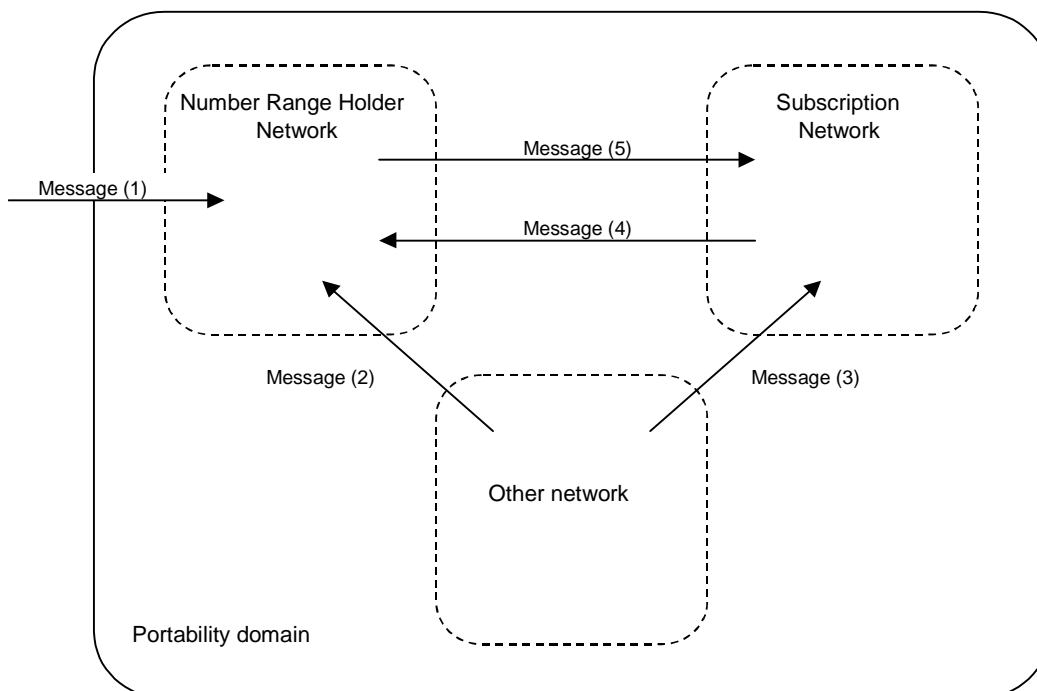 Number Range Holder
Network
Subscription
Network
Message (5)
Message (1)
Message (4)
Message (2)
Message (3)
Other network
Portability domain